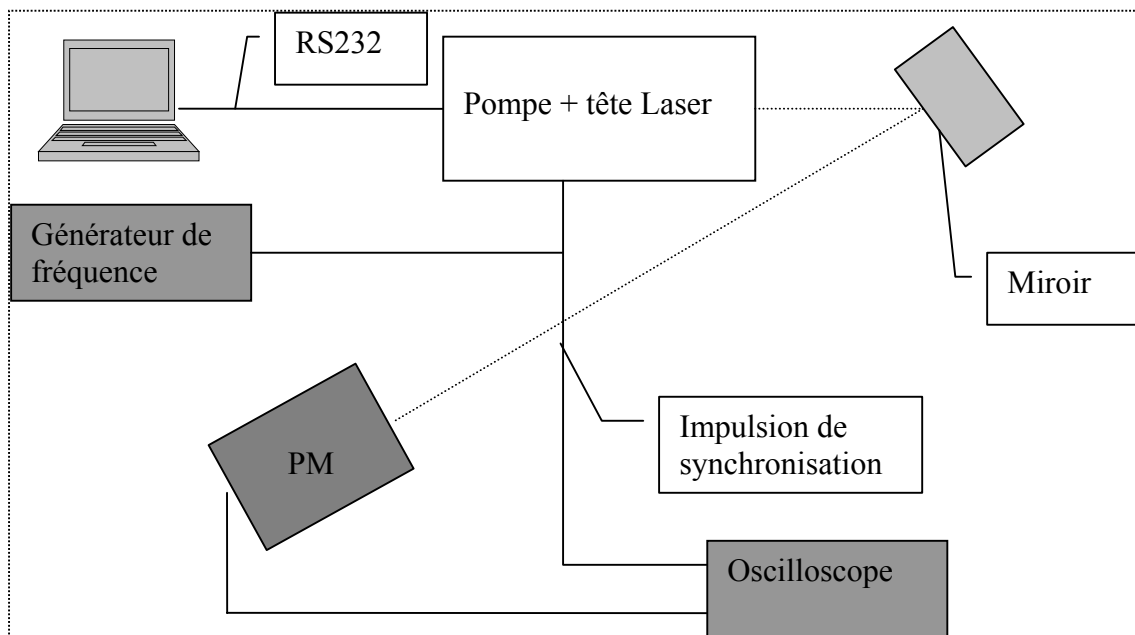 RS232
Pompe + tête Laser
Générateur de
fréquence
Miroir
Impulsion de
synchronisation
PM
Oscilloscope